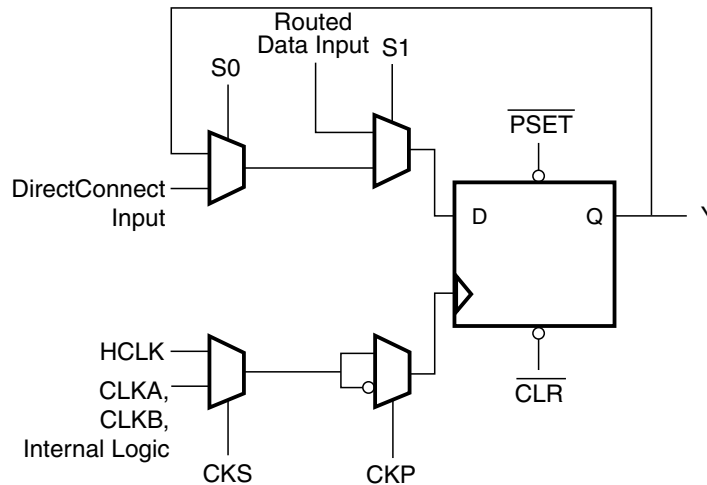 Routed
Data Input
S1
S0
PSET
DirectConnect
Input
D
Q
Y
HCLK
CLKA,
CLKB,
Internal Logic
CLR
CKS
CKP